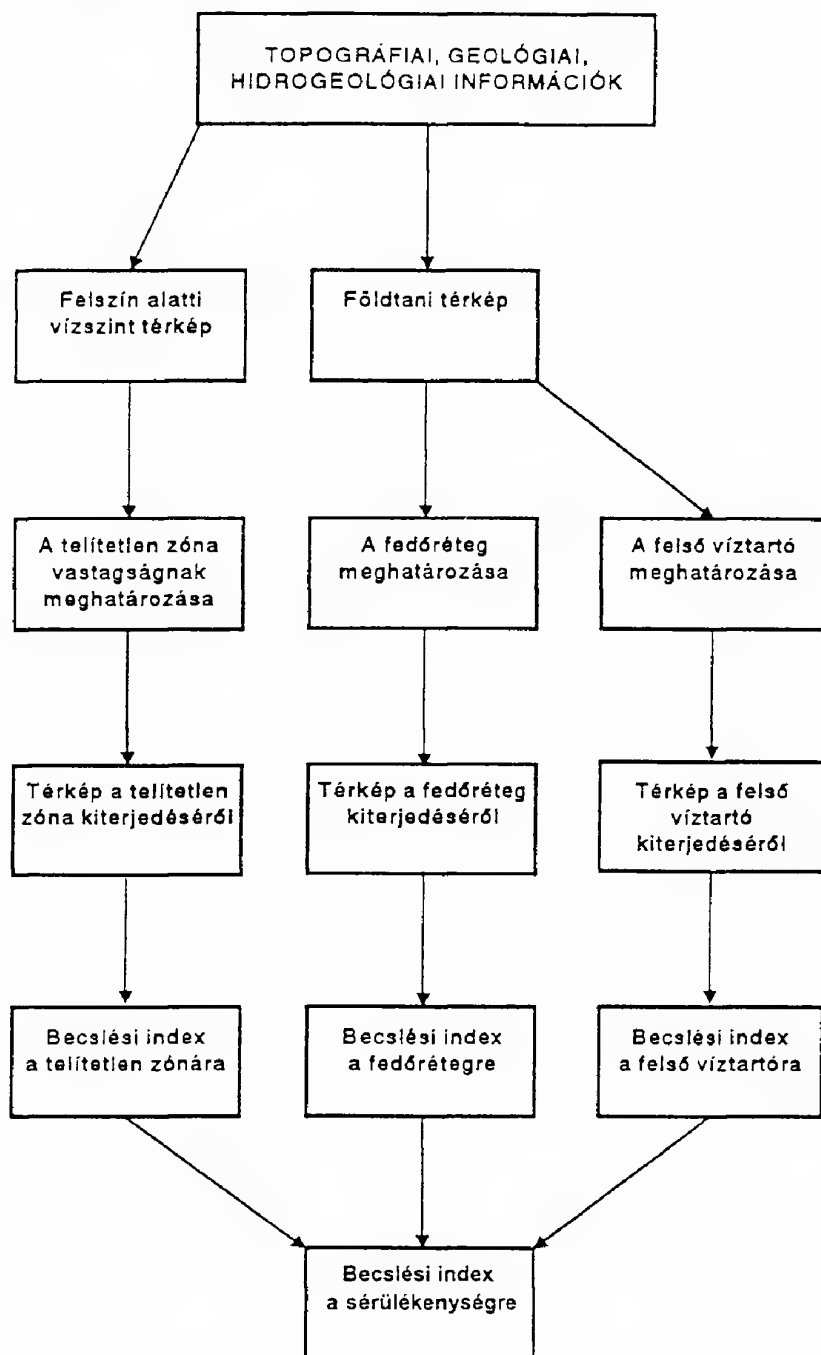 TOPOGRÁFIAI, GEOLÓGIAI,
HIDROGEOLÓGIAI INFORMÁCIÓK
Felszín alatti
vízszint térkép
Földtani térkép
A telítetlen zóna
vastagságnak
meghatározása
A fedőréteg
meghatározása
A felső víztartó
meghatározása
Térkép a telítetlen
zóna kiterjedéséről
Térkép a fedőréteg
kiterjedéséről
Térkép a felső
víztartó
kiterjedéséről
Becslési index
a telítetlen zónára
Becslési index
a fedőrétegre
Becslési index
a felső víztartóra
Becslési index
a sérülékenységre